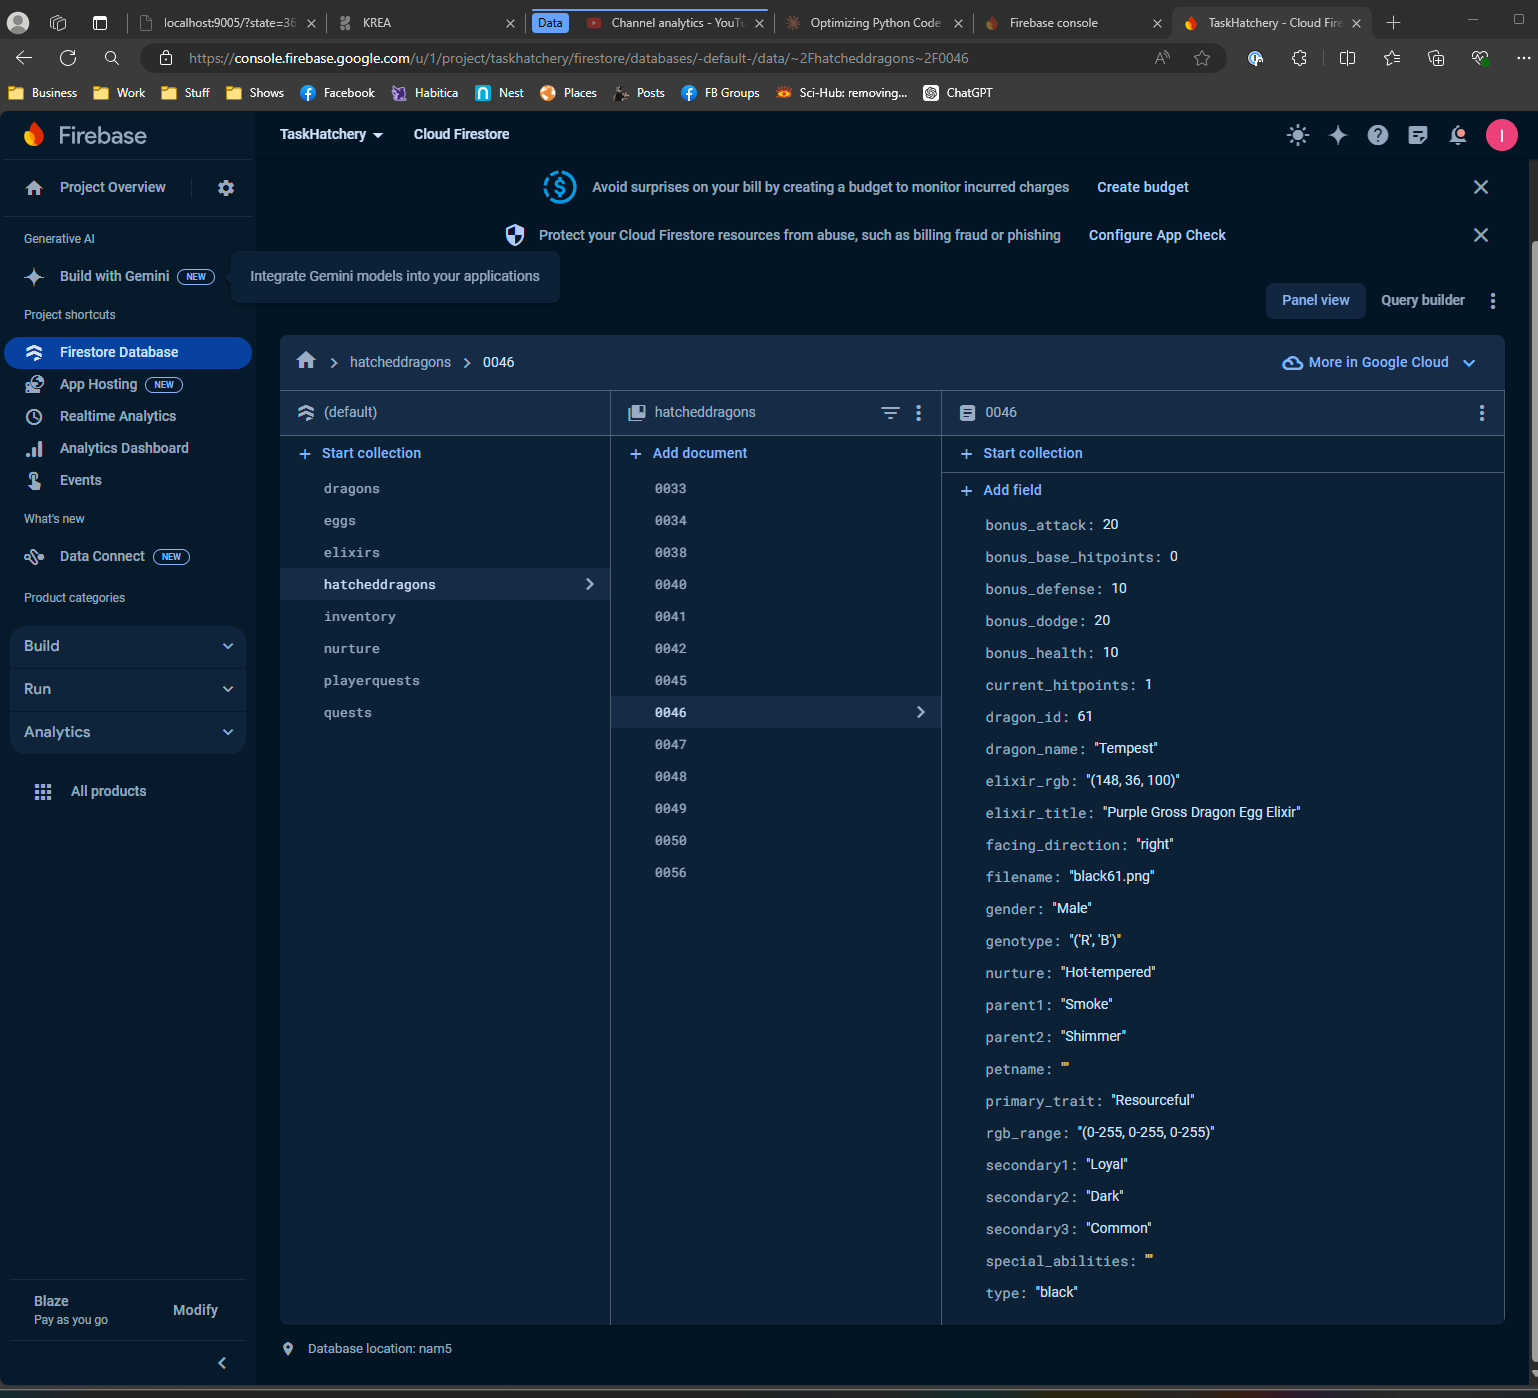 localhost:9005/?state=36
KREA
Data
Channel analytics - YouTu
Optimizing Python Code
Firebase console
TaskHatchery - Cloud Fire
https://console.firebase.google.com/u/1/project/taskhatchery/firestore/databases/-default-/data/~2Fhatcheddragons~2F0046
Business
Work
Stuff
Shows
Facebook
Habitica
Nest
Places
Posts
FB Groups
Sci-Hub: removing...
ChatGPT
Firebase
TaskHatchery
Cloud Firestore
I
Project Overview
Avoid surprises on your bill by creating a budget to monitor incurred charges
Create budget
Protect your Cloud Firestore resources from abuse, such as billing fraud or phishing
Configure App Check
Generative AI
Build with Gemini
NEW
Integrate Gemini models into your applications
Project shortcuts
Firestore Database
App Hosting
NEW
Realtime Analytics
Analytics Dashboard
Events
What's new
Data Connect
NEW
Product categories
Build
Run
Analytics
All products
Blaze
Pay as you go
Modify
Panel view
Query builder
hatcheddragons
0046
More in Google Cloud
(default)
Start collection
dragons
eggs
elixirs
hatcheddragons
inventory
nurture
playerquests
quests
hatcheddragons
Add document
0033
0034
0038
0040
0041
0042
0045
0046
0047
0048
0049
0050
0056
0046
Start collection
Add field
bonus_attack: 20
bonus_base_hitpoints: 0
bonus_defense: 10
bonus_dodge: 20
bonus_health: 10
current_hitpoints: 1
dragon_id: 61
dragon_name: "Tempest"
elixir_rgb: "(148, 36, 100)"
elixir_title: "Purple Gross Dragon Egg Elixir"
facing_direction: "right"
filename: "black61.png"
gender: "Male"
genotype: "('R', 'B')"
nurture: "Hot-tempered"
parent1: "Smoke"
parent2: "Shimmer"
petname: ""
primary_trait: "Resourceful"
rgb_range: "(0-255, 0-255, 0-255)"
secondary1: "Loyal"
secondary2: "Dark"
secondary3: "Common"
special_abilities: ""
type: "black"
Database location: nam5